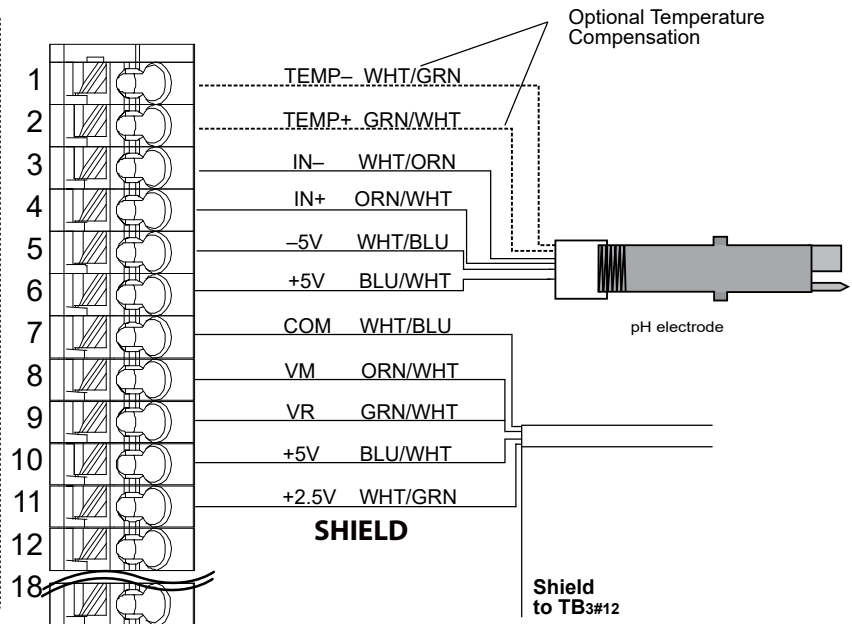 Optional Temperature
Compensation
1 TEMP– WHT/GRN
2 TEMP+ GRN/WHT
3 IN– WHT/ORN
4 IN+ ORN/WHT
5 –5V WHT/BLU
6 +5V BLU/WHT
pH electrode
7 COM WHT/BLU
8 VM ORN/WHT
9 VR GRN/WHT
10 +5V BLU/WHT
11 +2.5V WHT/GRN
SHIELD
12
18
Shield
to TB3#12